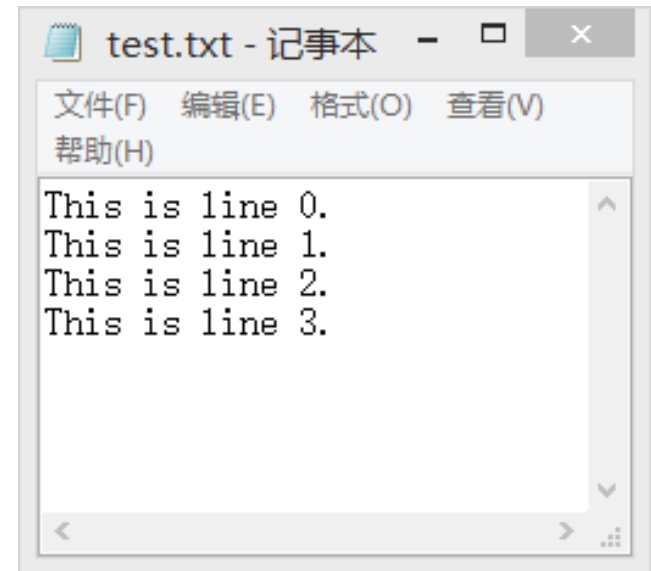 test.txt - 记事本
文件(F) 编辑(E) 格式(O) 查看(V)
帮助(H)
This is line 0.
This is line 1.
This is line 2.
This is line 3.